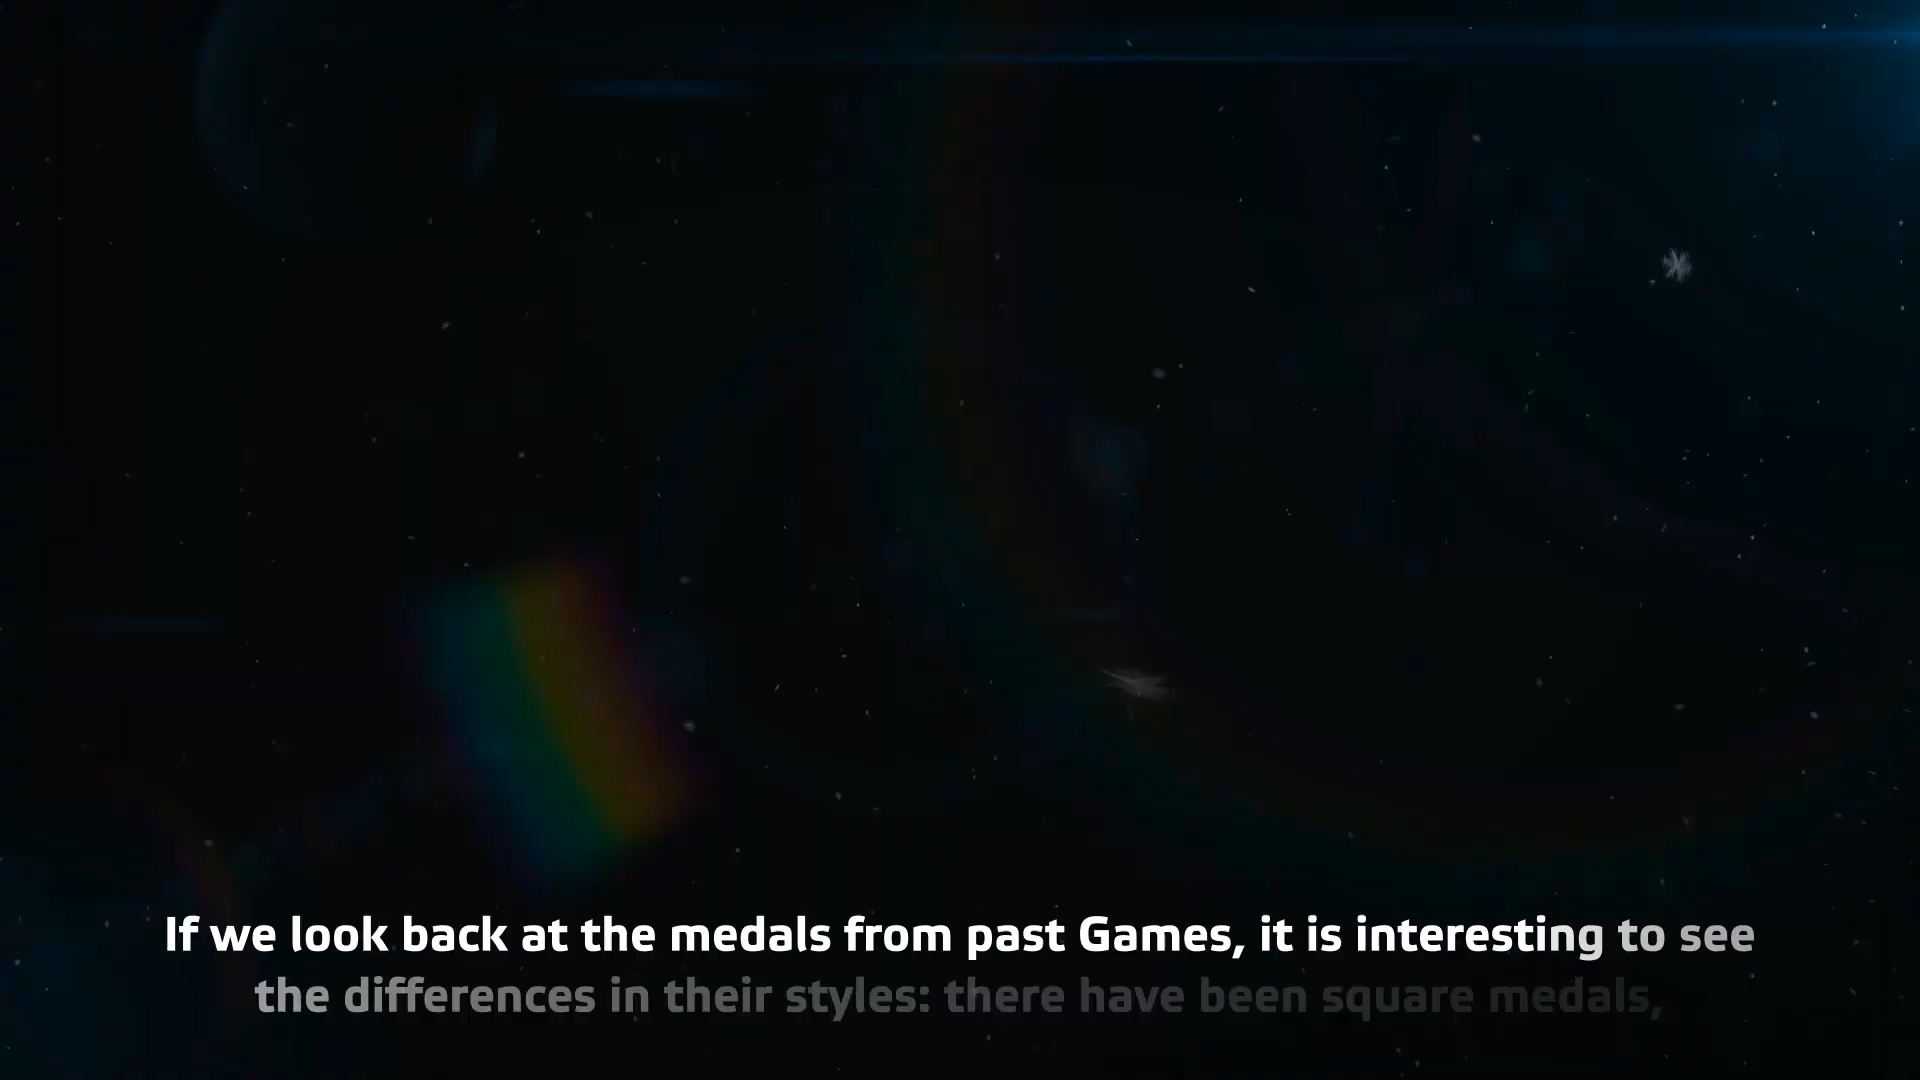 If we look back at the medals from past Games, it is interesting to see
the differences in their styles: there have been square medals,